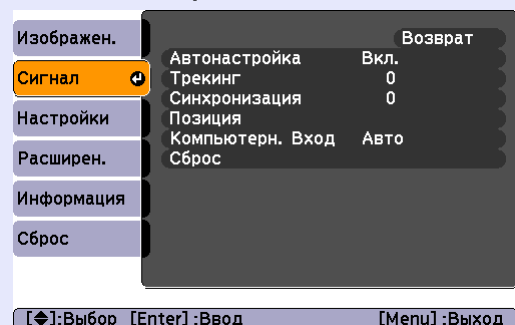 Изображен.
Сигнал
Настройки
Расширен.
Информация
Сброс
Возврат
Автонастройка Вкл.
Трекинг 0
Синхронизация 0
Позиция
Компьютерн. Вход Авто
Сброс
[◆]:Выбор [Enter]:Ввод [Menu]:Выход